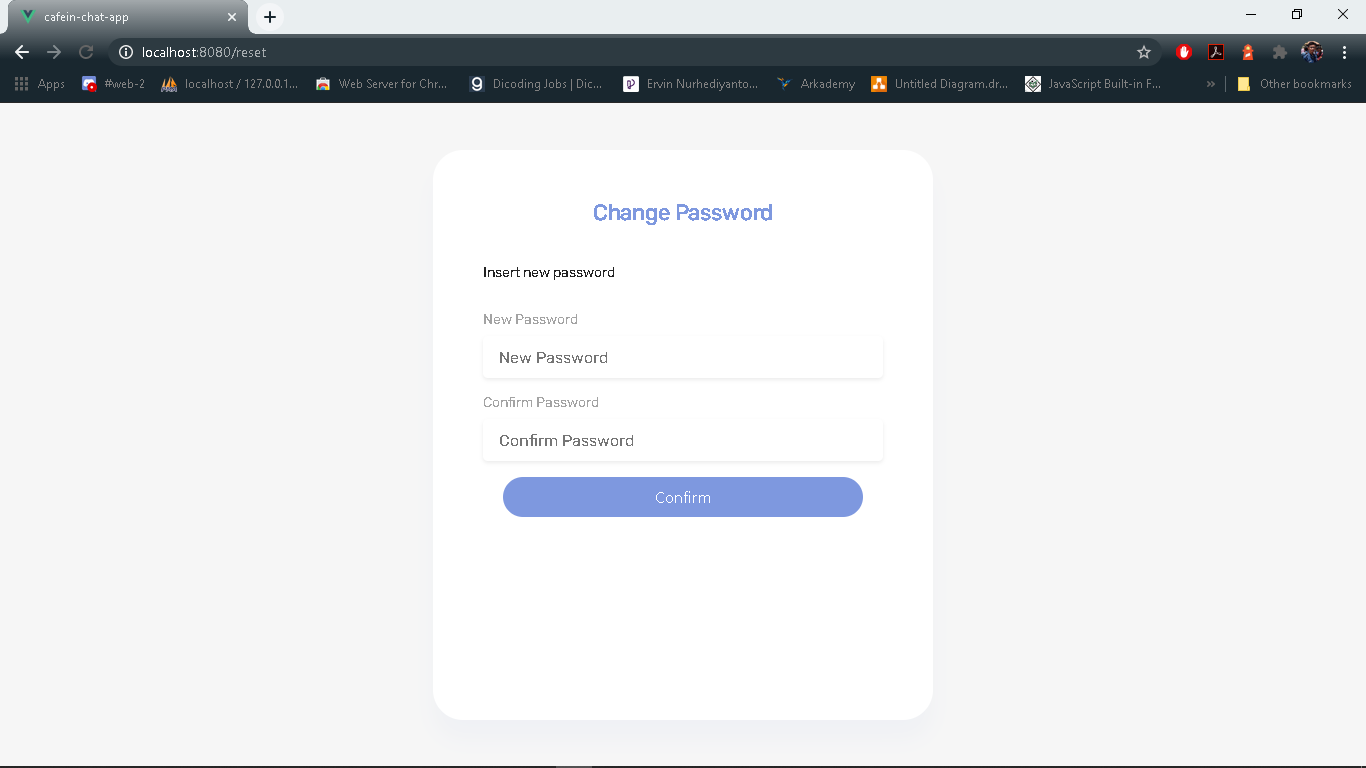 cafein-chat-app
localhost:8080/reset
Apps
#web-2
localhost / 127.0.0.1...
Web Server for Chr...
Dicoding Jobs | Dic...
Ervin Nurhediyanto...
Arkademy
Untitled Diagram.dr...
JavaScript Built-in F...
»
Other bookmarks
Change Password
Insert new password
New Password
New Password
Confirm Password
Confirm Password
Confirm